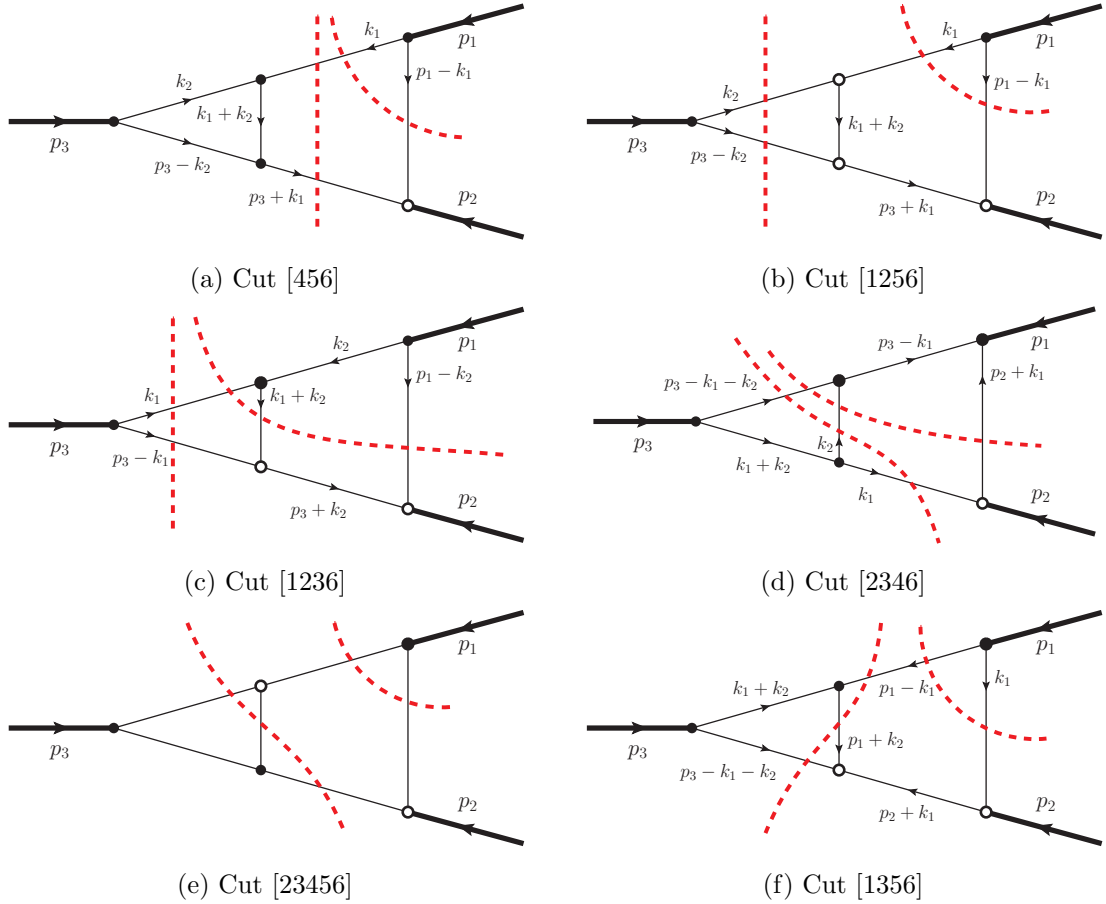 k₁
p₁
k₂
p₁ − k₁
k₁ + k₂
p₃
p₃ − k₂
p₃ + k₁
p₂
(a) Cut [456]
k₁
p₁
k₂
p₁ − k₁
k₁ + k₂
p₃
p₃ − k₂
p₃ + k₁
p₂
(b) Cut [1256]
k₂
p₁
p₁ − k₂
k₁
k₁ + k₂
p₃
p₃ − k₁
p₃ + k₂
p₂
(c) Cut [1236]
p₃ − k₁
p₁
p₂ + k₁
p₃ − k₁ − k₂
p₃
k₂
k₁ + k₂
k₁
p₂
(d) Cut [2346]
p₁
p₃
p₂
(e) Cut [23456]
p₁
k₁ + k₂
p₁ − k₁
k₁
p₃
p₁ + k₂
p₃ − k₁ − k₂
p₂ + k₁
p₂
(f) Cut [1356]